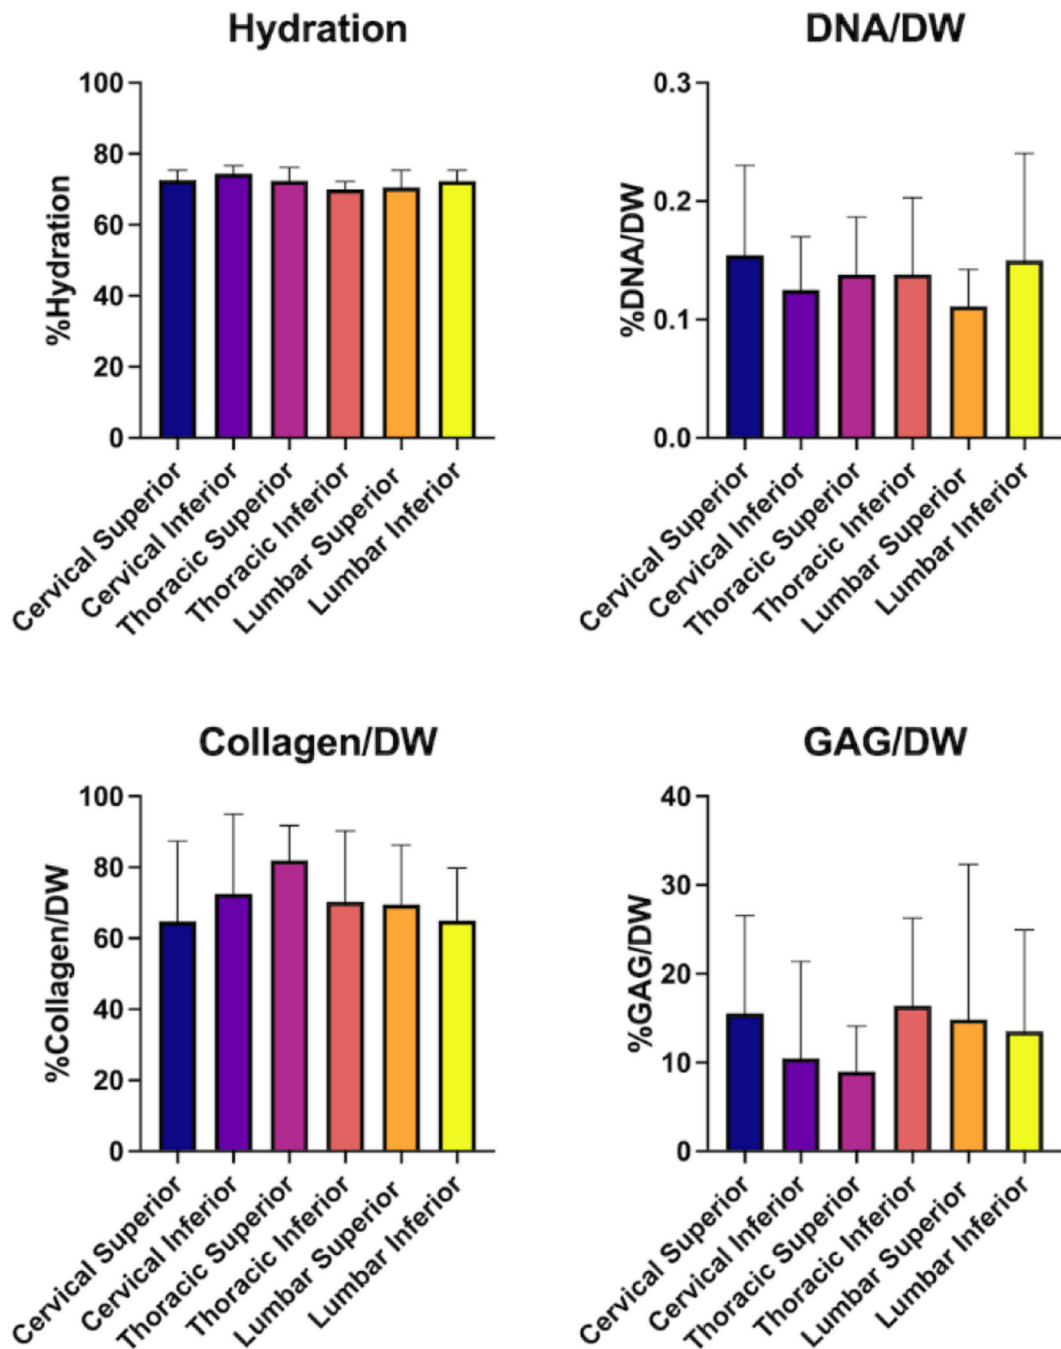 Hydration
%Hydration
100
80
60
40
20
0
Cervical Superior
Cervical Inferior
Thoracic Superior
Thoracic Inferior
Lumbar Superior
Lumbar Inferior
DNA/DW
%DNA/DW
0.3
0.2
0.1
0.0
Cervical Superior
Cervical Inferior
Thoracic Superior
Thoracic Inferior
Lumbar Superior
Lumbar Inferior
Collagen/DW
%Collagen/DW
100
80
60
40
20
0
Cervical Superior
Cervical Inferior
Thoracic Superior
Thoracic Inferior
Lumbar Superior
Lumbar Inferior
GAG/DW
%GAG/DW
40
30
20
10
0
Cervical Superior
Cervical Inferior
Thoracic Superior
Thoracic Inferior
Lumbar Superior
Lumbar Inferior